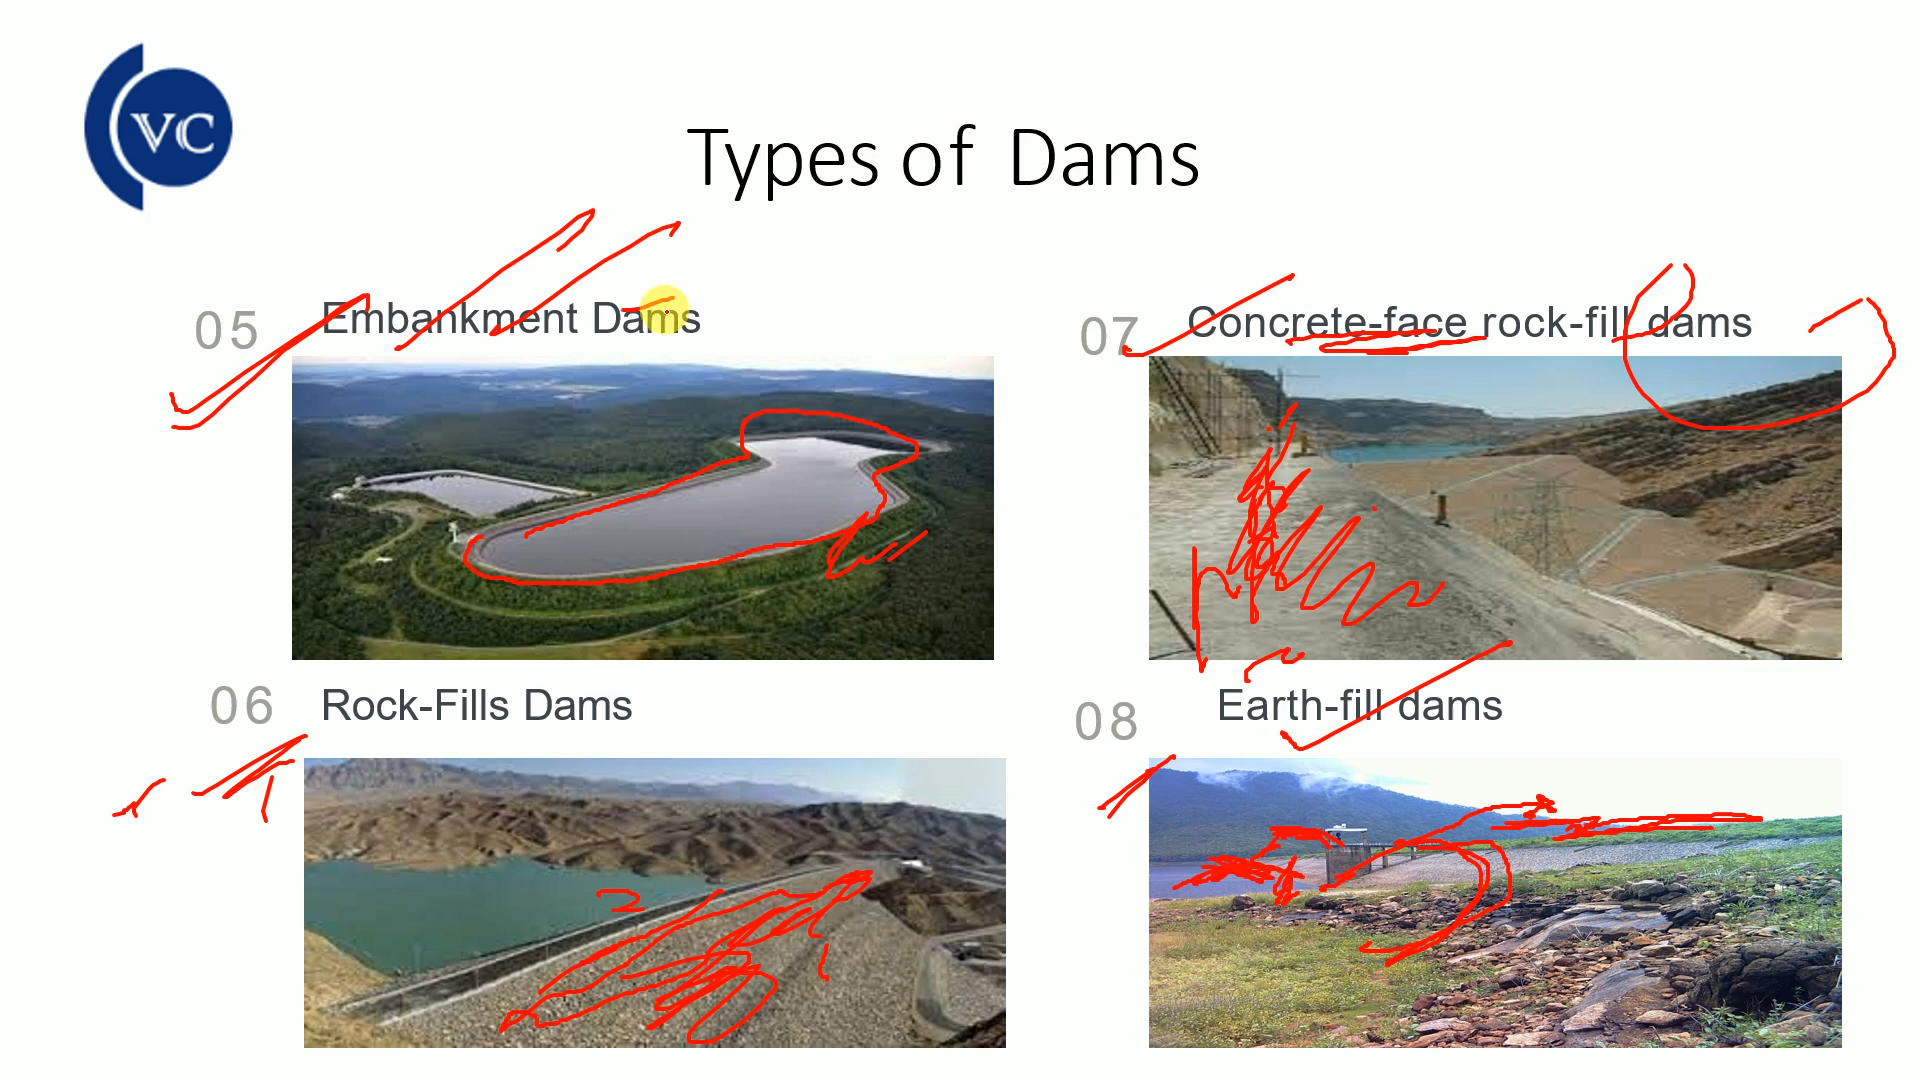 VC
Types of Dams
05 Embankment Dams
07 Concrete-face rock-fill dams
06 Rock-Fills Dams
08 Earth-fill dams